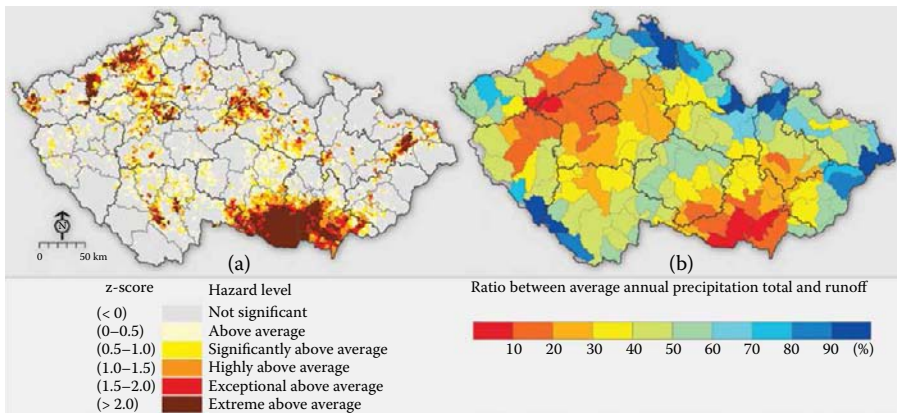 N
0 50 km
(a)
(b)
z-score Hazard level
(< 0) Not significant
(0–0.5) Above average
(0.5–1.0) Significantly above average
(1.0–1.5) Highly above average
(1.5–2.0) Exceptional above average
(> 2.0) Extreme above average
Ratio between average annual precipitation total and runoff
10 20 30 40 50 60 70 80 90 (%)